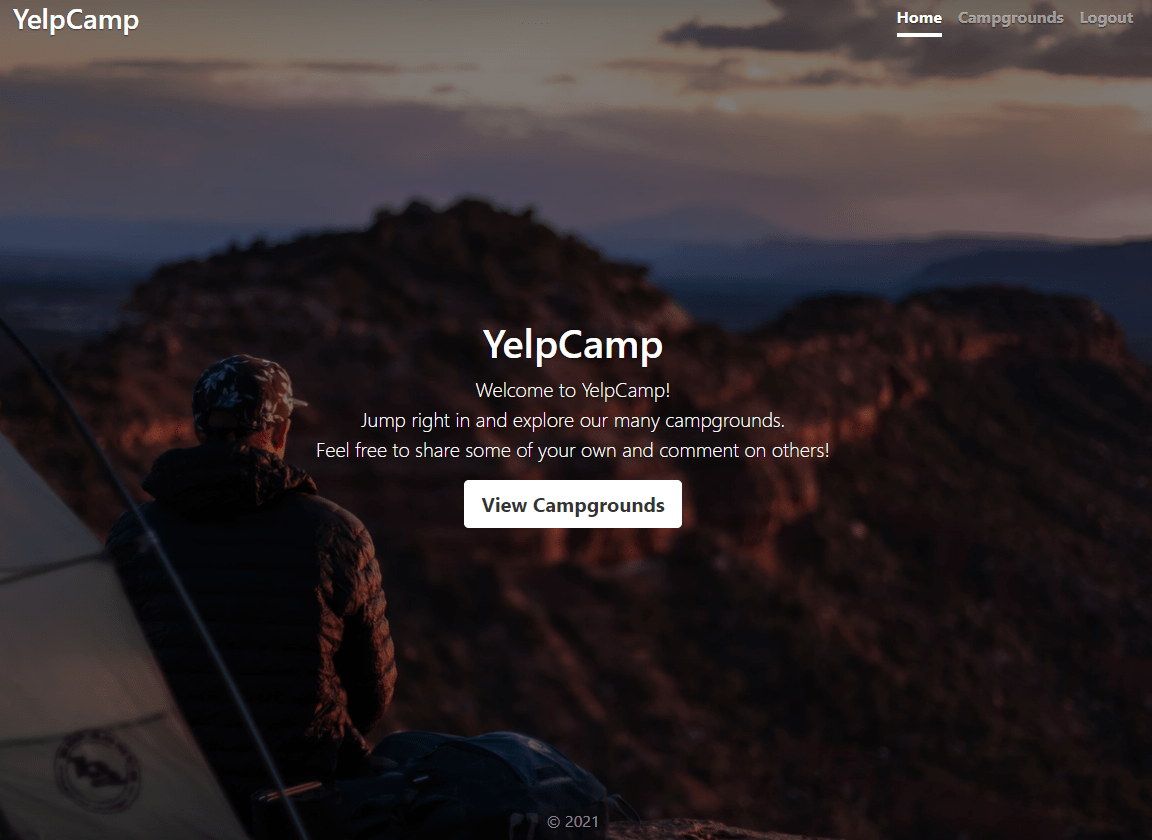 YelpCamp
Home Campgrounds Logout
YelpCamp
Welcome to YelpCamp!
Jump right in and explore our many campgrounds.
Feel free to share some of your own and comment on others!
View Campgrounds
© 2021